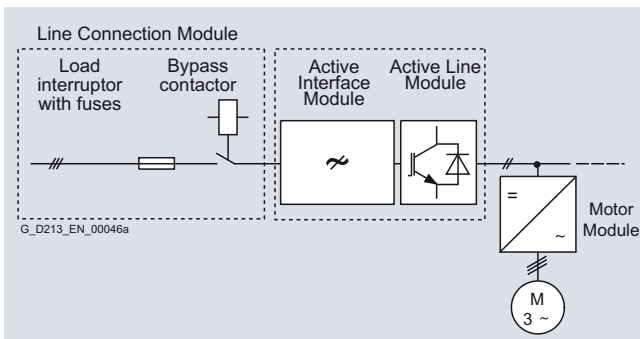 Line Connection Module
Load
interruptor
with fuses
Bypass
contactor
Active
Interface
Module
Active Line
Module
G_D213_EN_00046a
=
~
Motor
Module
M
3 ~